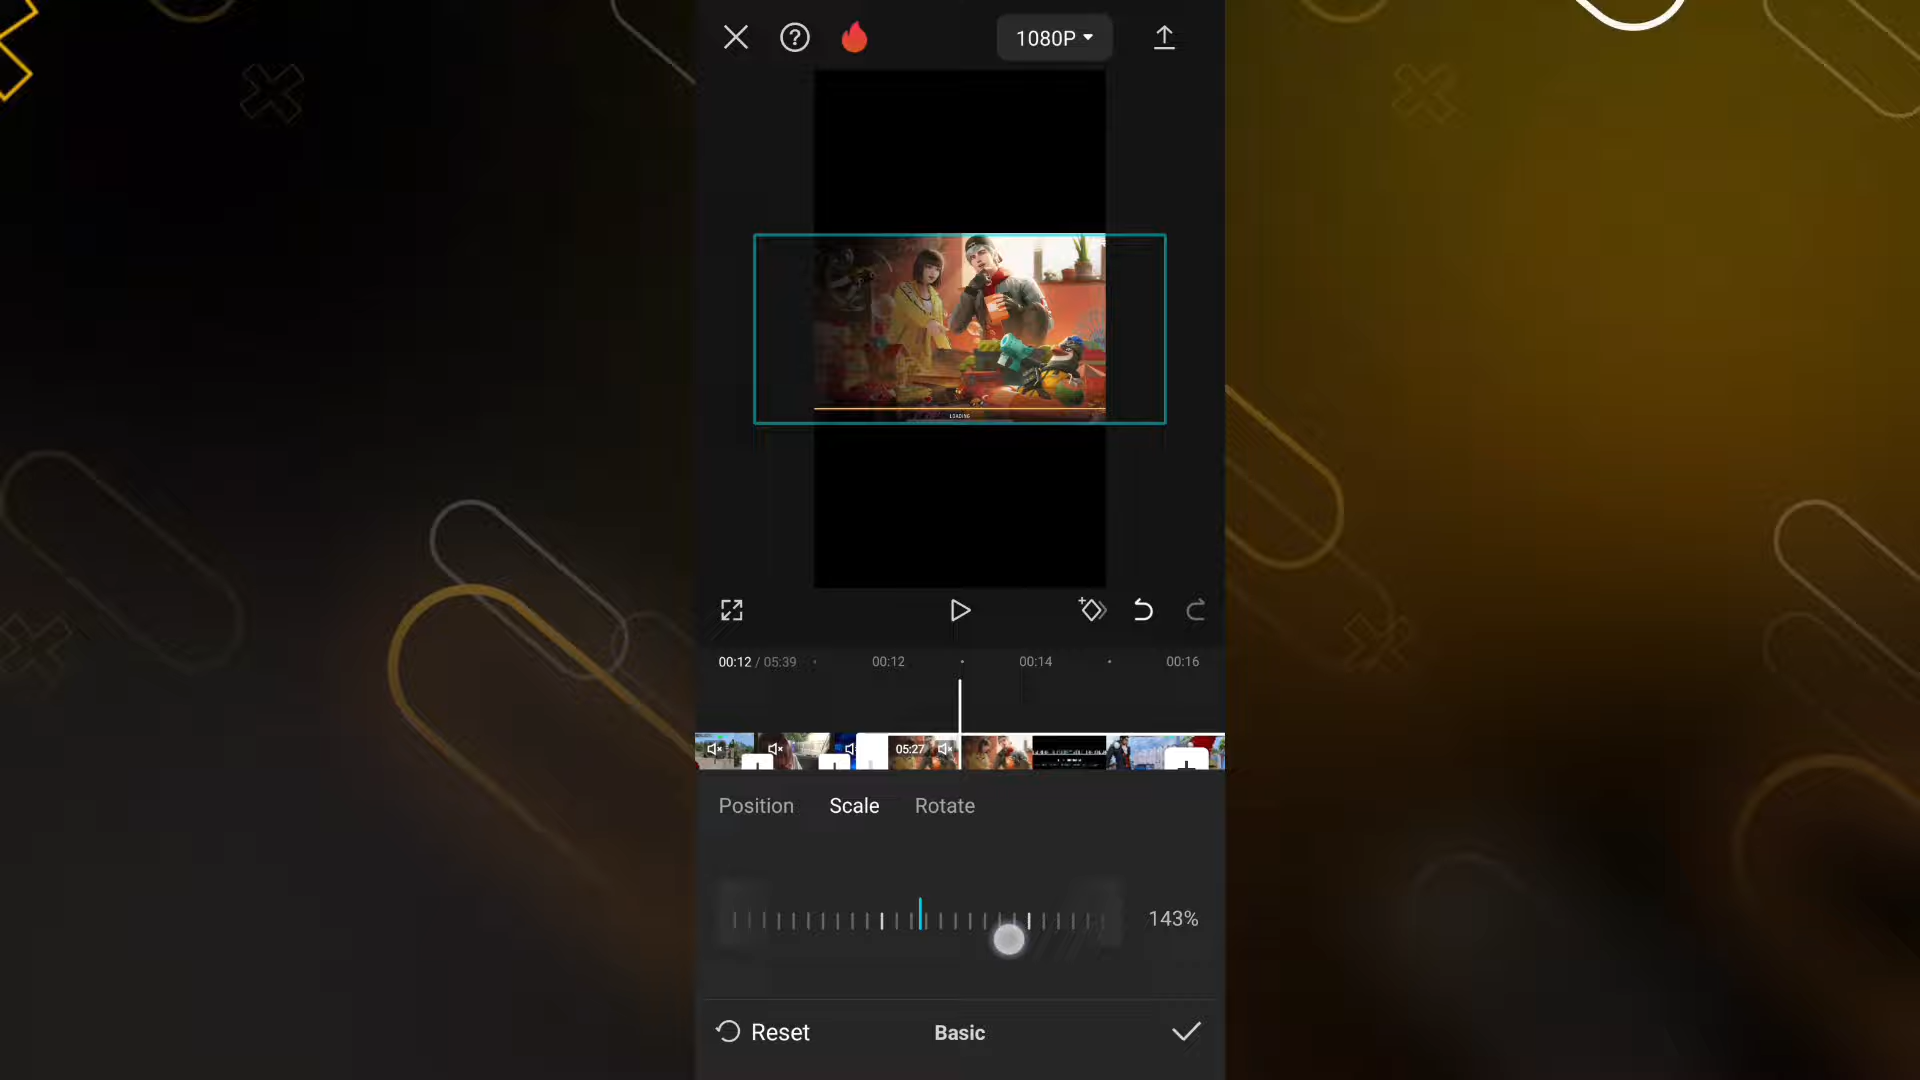 1080P
LOADING
00:12 / 05:39
00:12
00:14
00:16
05:27
Position
Scale
Rotate
143%
Reset
Basic